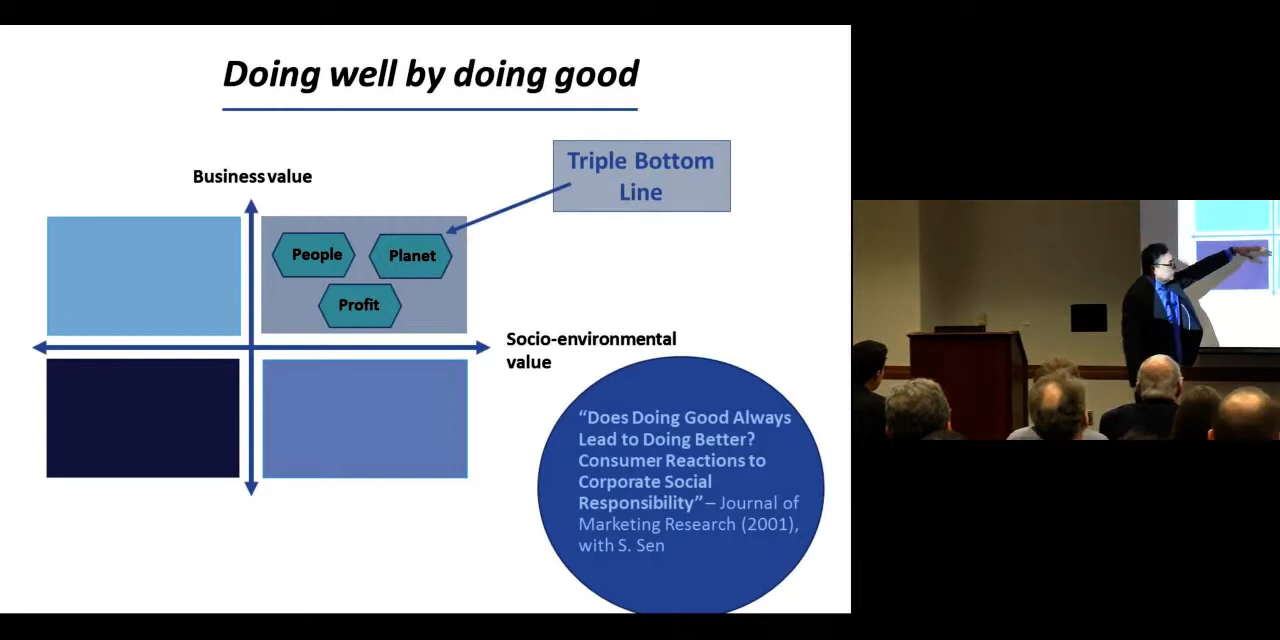 Doing well by doing good
Triple Bottom
Line
Business value
People
Planet
Profit
Socio-environmental
value
“Does Doing Good Always
Lead to Doing Better?
Consumer Reactions to
Corporate Social
Responsibility” – Journal of
Marketing Research (2001),
with S. Sen